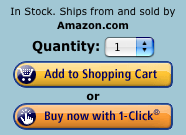 In Stock. Ships from and sold by
Amazon.com
Quantity: 1
Add to Shopping Cart
or
Buy now with 1-Click®